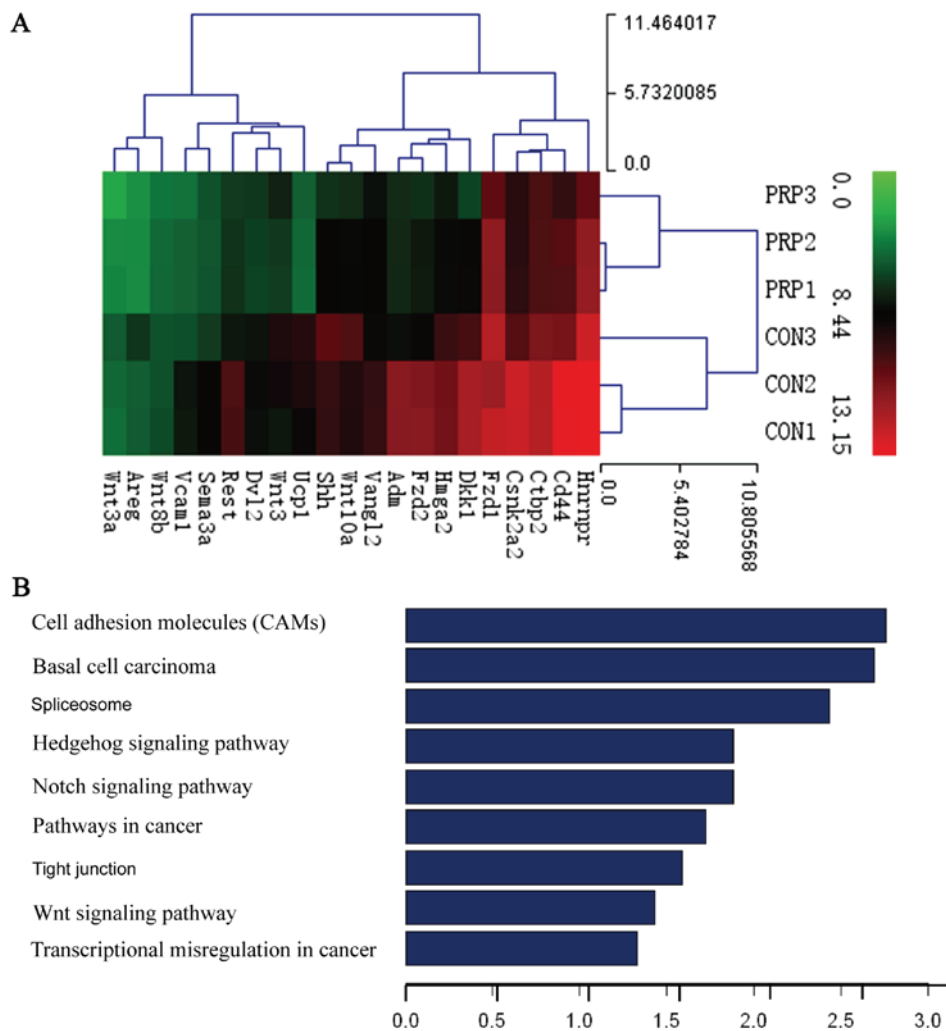 A
11.464017
5.7320085
0.0
PRP3
PRP2
PRP1
CON3
CON2
CON1
0.0
8.44
13.15
Wnt3a
Areg
Wnt8b
Vcam1
Sema3a
Rest
Dvl2
Wnt3
Ucp1
Shh
Wnt10a
Vangl2
Adm
Fzd2
Hmga2
Dkk1
Fzd1
Csnk2a2
Ctbp2
Cd44
Hnrnpr
0.0
5.402784
10.805568
B
Cell adhesion molecules (CAMs)
Basal cell carcinoma
Spliceosome
Hedgehog signaling pathway
Notch signaling pathway
Pathways in cancer
Tight junction
Wnt signaling pathway
Transcriptional misregulation in cancer
0.0 0.5 1.0 1.5 2.0 2.5 3.0